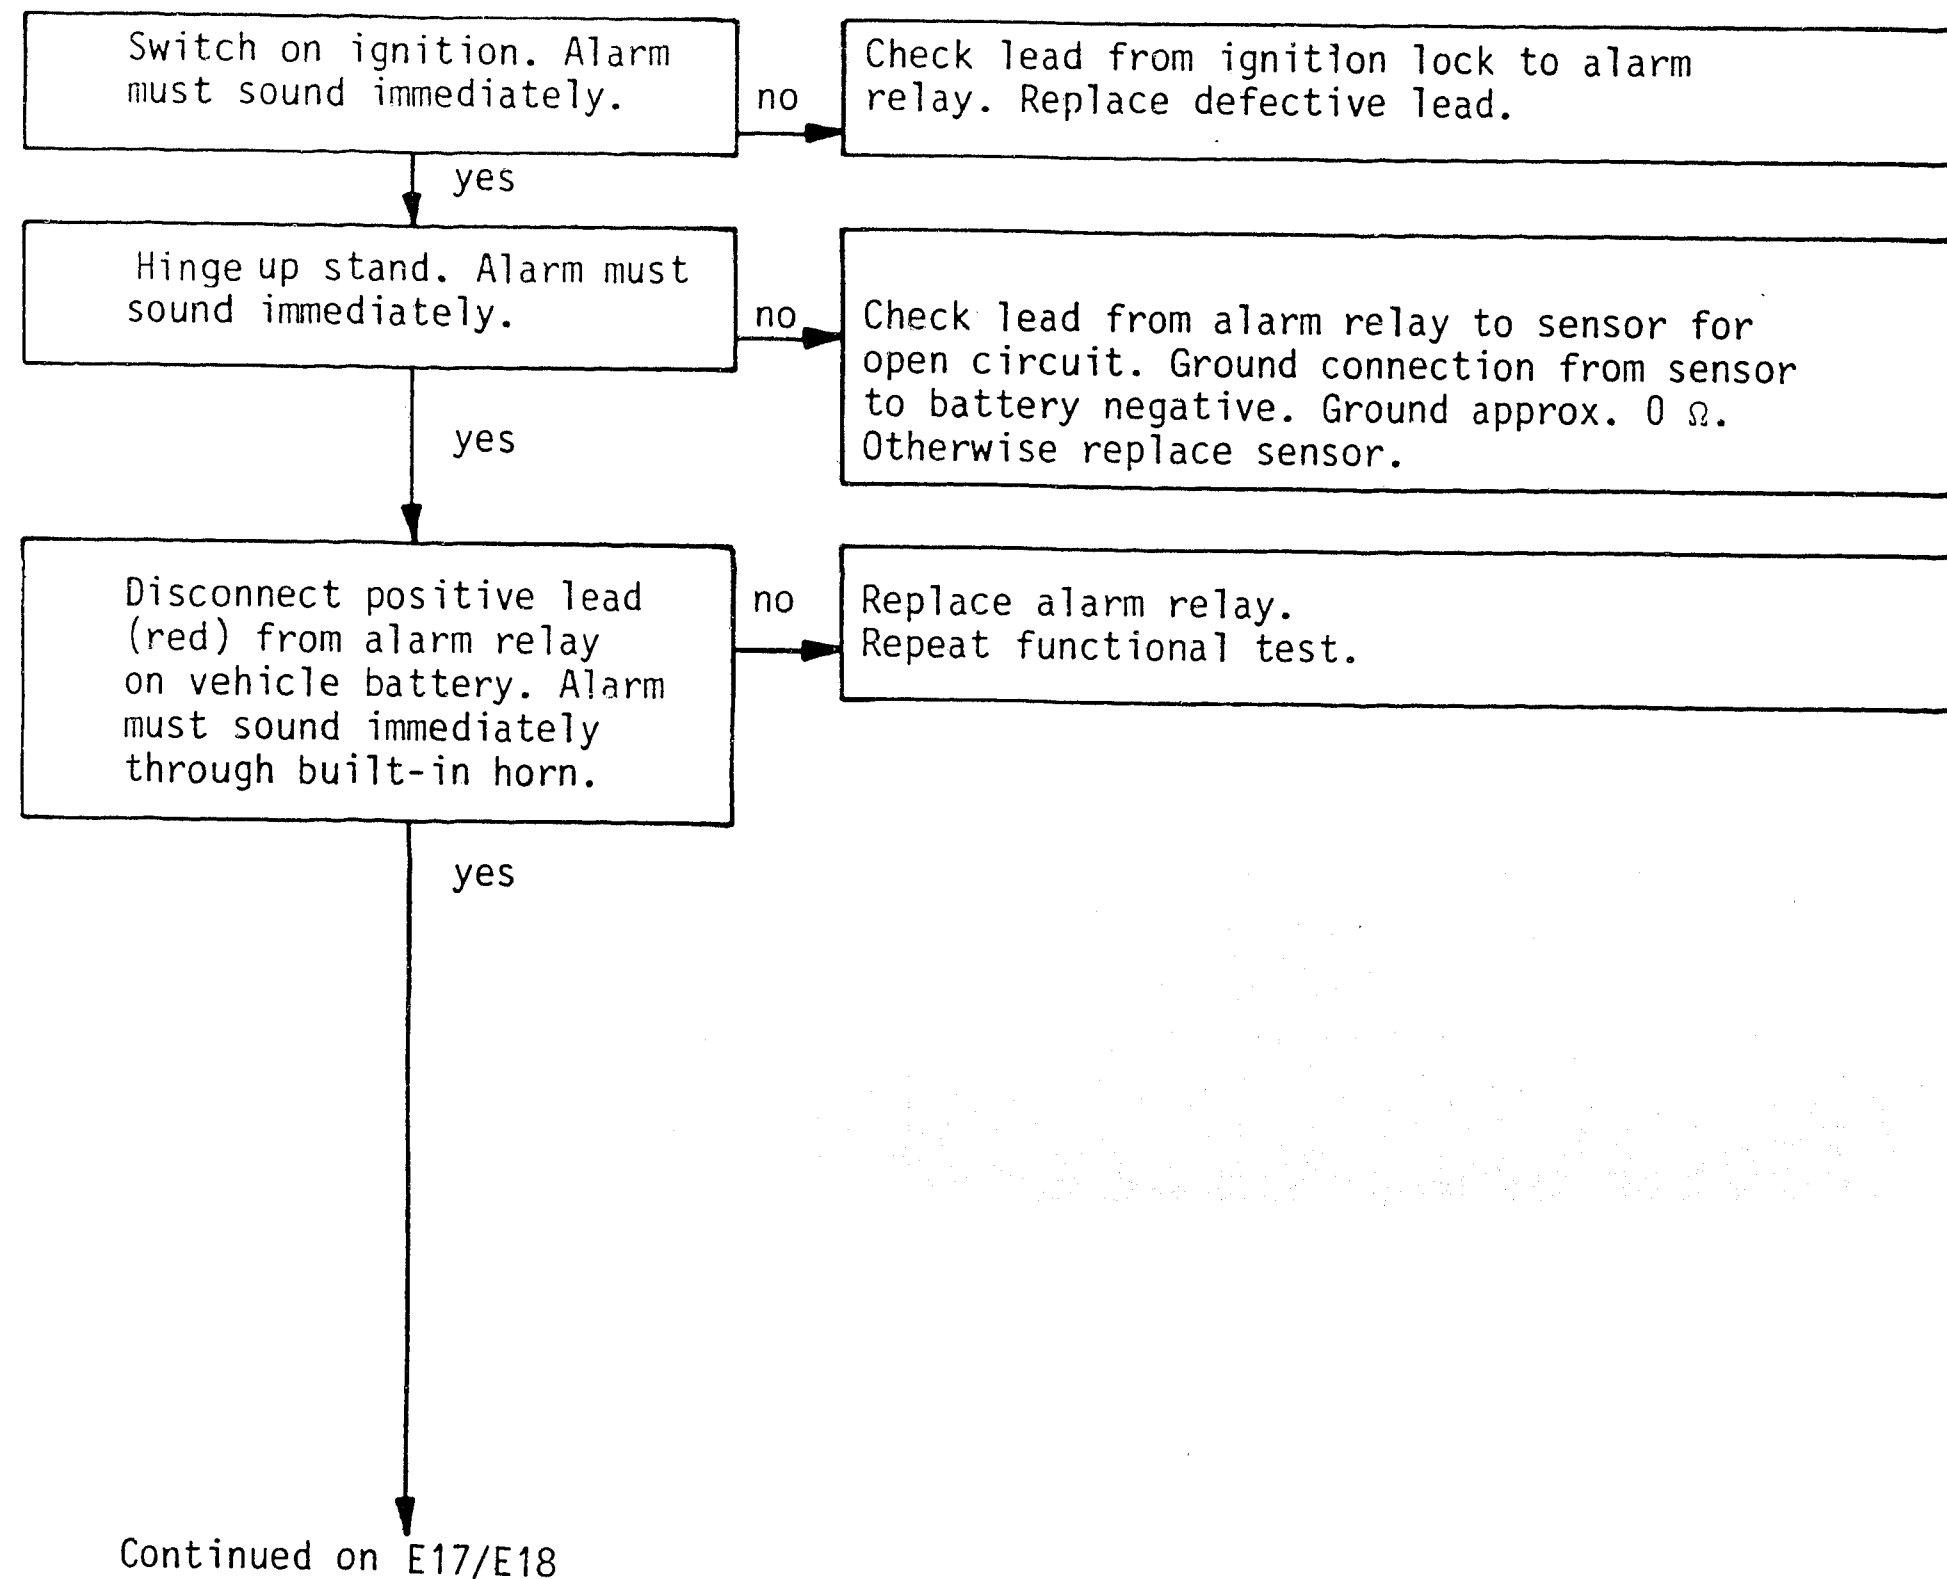 Switch on ignition. Alarm
must sound immediately.
no
Check lead from ignition lock to alarm
relay. Replace defective lead.
yes
Hinge up stand. Alarm must
sound immediately.
no
Check lead from alarm relay to sensor for
open circuit. Ground connection from sensor
to battery negative. Ground approx. 0 Ω.
Otherwise replace sensor.
yes
Disconnect positive lead
(red) from alarm relay
on vehicle battery. Alarm
must sound immediately
through built-in horn.
no
Replace alarm relay.
Repeat functional test.
yes
Continued on E17/E18